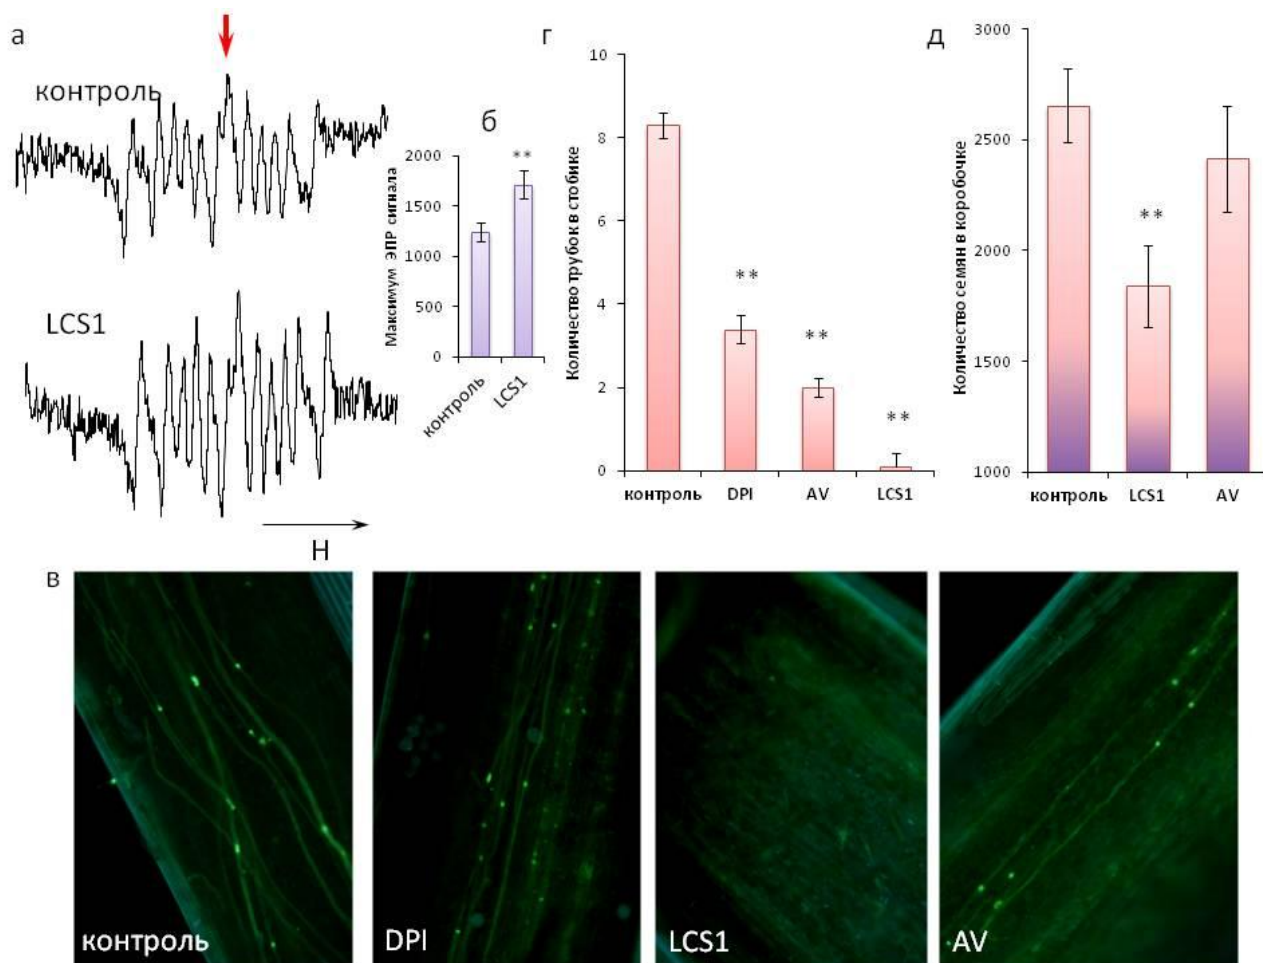 а
контроль
LCS1
H
б
Максимум ЭПР сигнала
2000
1500
1000
500
0
**
контроль
LCS1
г
Количество трубок в стобике
10
8
6
4
2
0
**
**
**
контроль
DPI
AV
LCS1
д
Количество семян в коробочке
3000
2500
2000
1500
1000
**
контроль
LCS1
AV
в
контроль
DPI
LCS1
AV